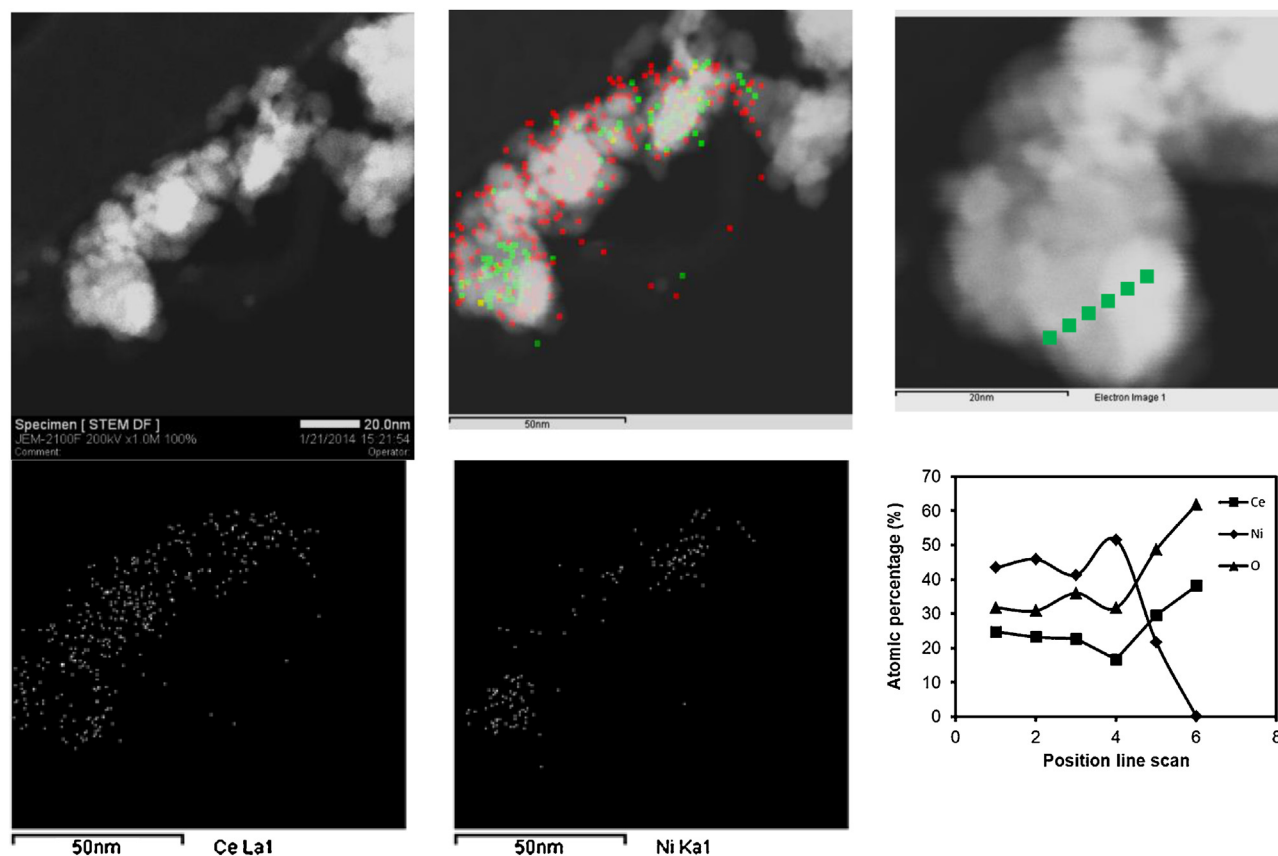 Specimen [ STEM DF ]
20.0nm
JEM-2100F 200kV x1.0M 100%
1/21/2014 15:21:54
Comment:
Operator:
50nm
20nm
Electron Image 1
50nm
Ce La1
50nm
Ni Ka1
Atomic percentage (%)
70
60
50
40
30
20
10
0
0
2
4
6
8
Position line scan
Ce
Ni
O